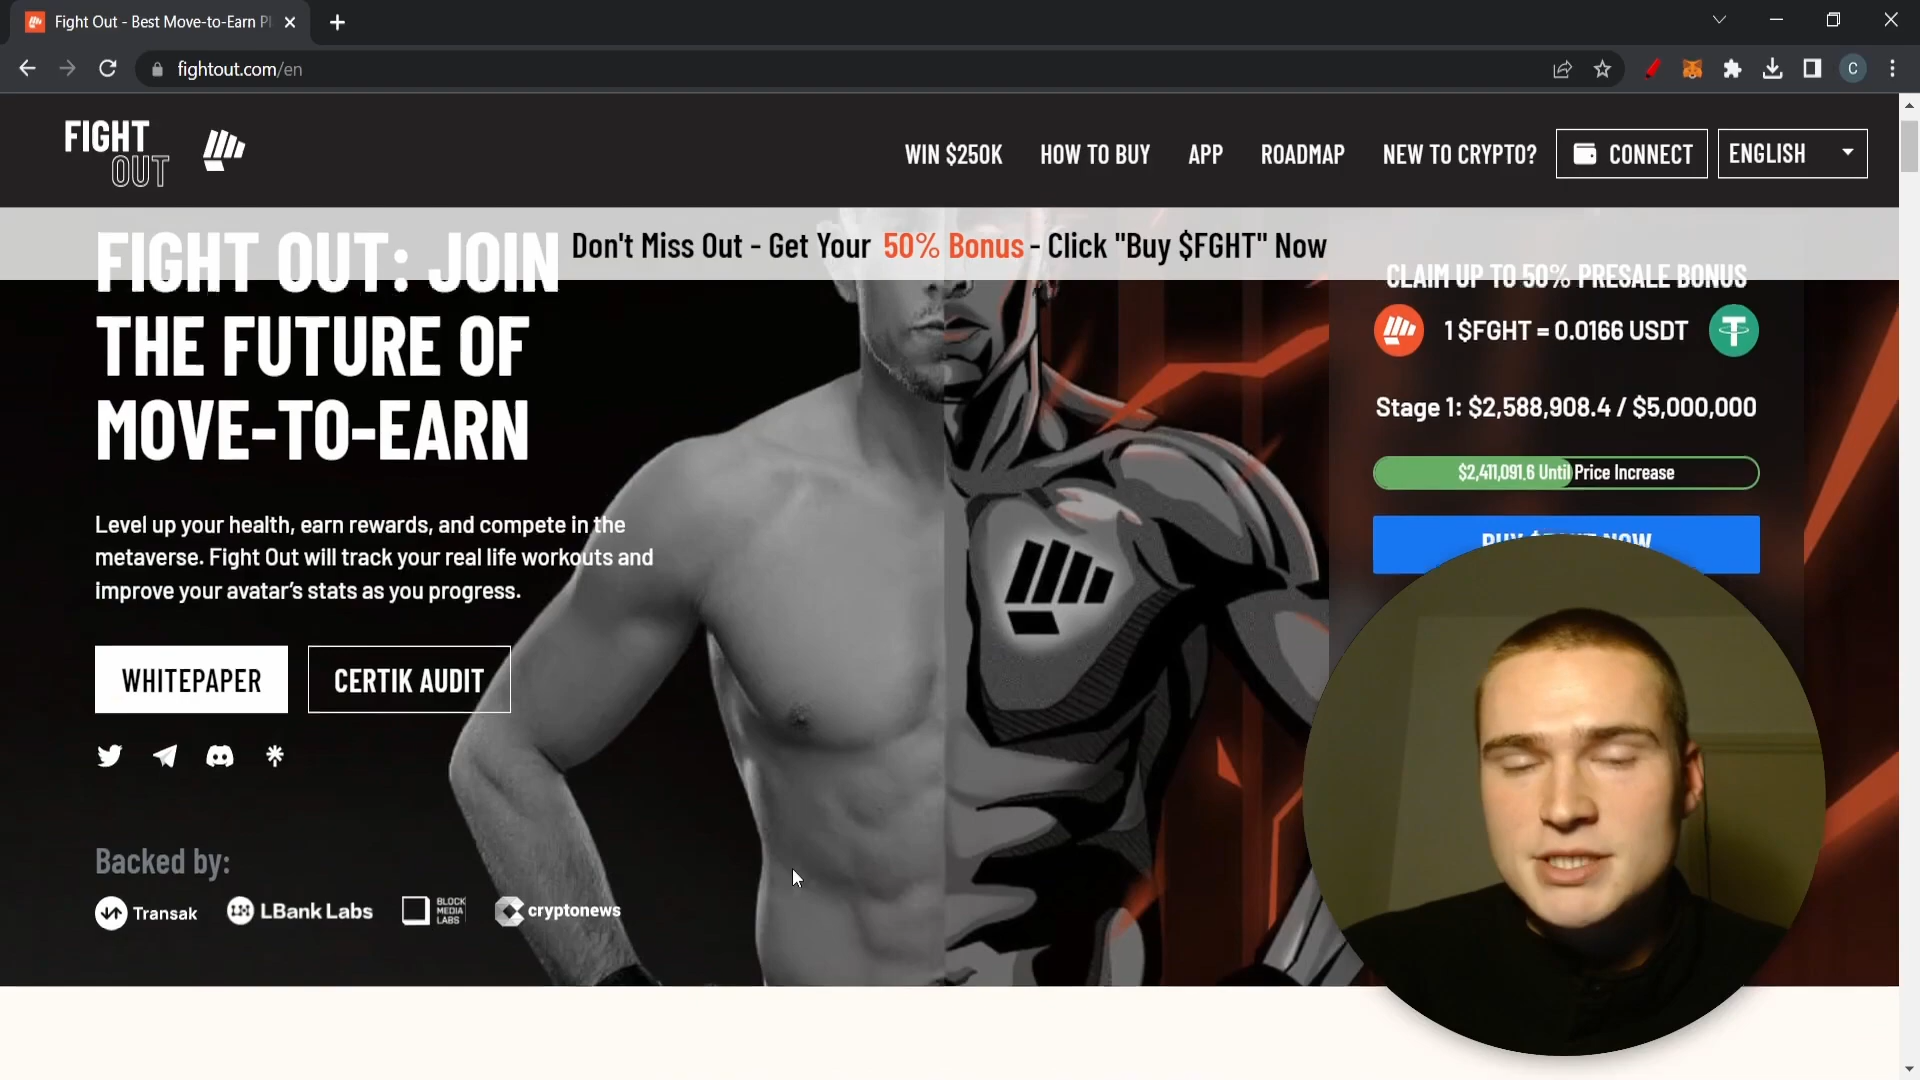 Fight Out - Best Move-to-Earn Pl
fightout.com/en
C
FIGHT
OUT
WIN $250K
HOW TO BUY
APP
ROADMAP
NEW TO CRYPTO?
CONNECT
ENGLISH
Don't Miss Out - Get Your 50% Bonus - Click "Buy $FGHT" Now
FIGHT OUT: JOIN
THE FUTURE OF
MOVE-TO-EARN
Level up your health, earn rewards, and compete in the
metaverse. Fight Out will track your real life workouts and
improve your avatar's stats as you progress.
WHITEPAPER
CERTIK AUDIT
Backed by:
Transak
LBank Labs
BLOCK
MEDIA
LABS
cryptonews
CLAIM UP TO 50% PRESALE BONUS
1 $FGHT = 0.0166 USDT
Stage 1: $2,588,908.4 / $5,000,000
$2,411,091.6 Until Price Increase
BUY NOW